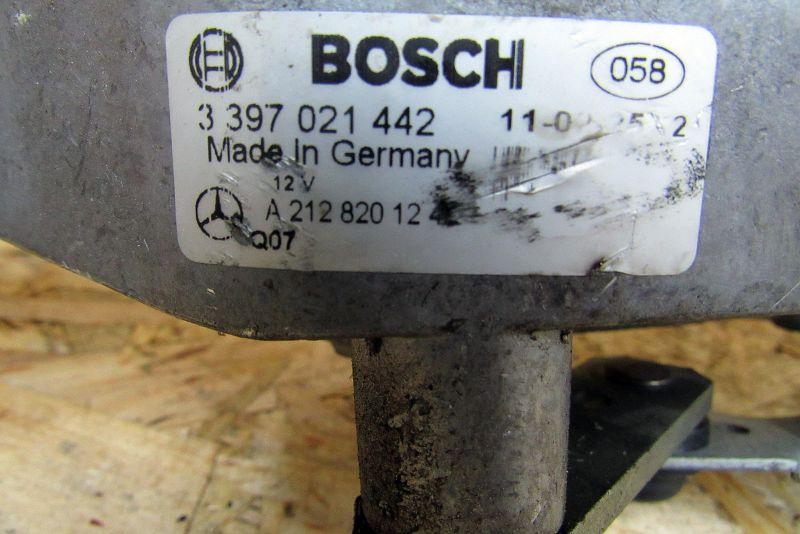 BOSCH 058
3 397 021 442
Made In Germany
12 V
A 212 820 12
Q07